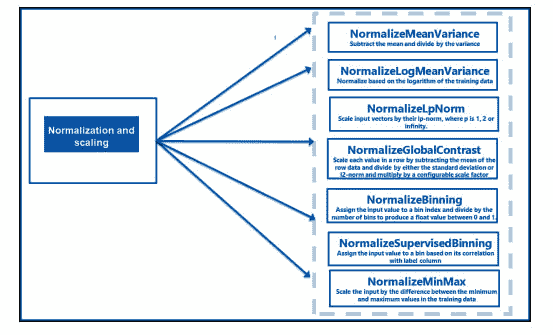 Normalization and
scaling
NormalizeMeanVariance
Subtract the mean and divide by the variance
NormalizeLogMeanVariance
Normalize based on the logarithm of the training data
NormalizeLpNorm
Scale input vectors by their lp-norm, where p is 1, 2 or
infinity.
NormalizeGlobalContrast
Scale each value in a row by subtracting the mean of the
row data and divide by either the standard deviation or
l2-norm and multiply by a configurable scale factor
NormalizeBinning
Assign the input value to a bin index and divide by the
number of bins to produce a float value between 0 and 1.
NormalizeSupervisedBinning
Assign the input value to a bin based on its correlation
with label column
NormalizeMinMax
Scale the input by the difference between the minimum
and maximum values in the training data